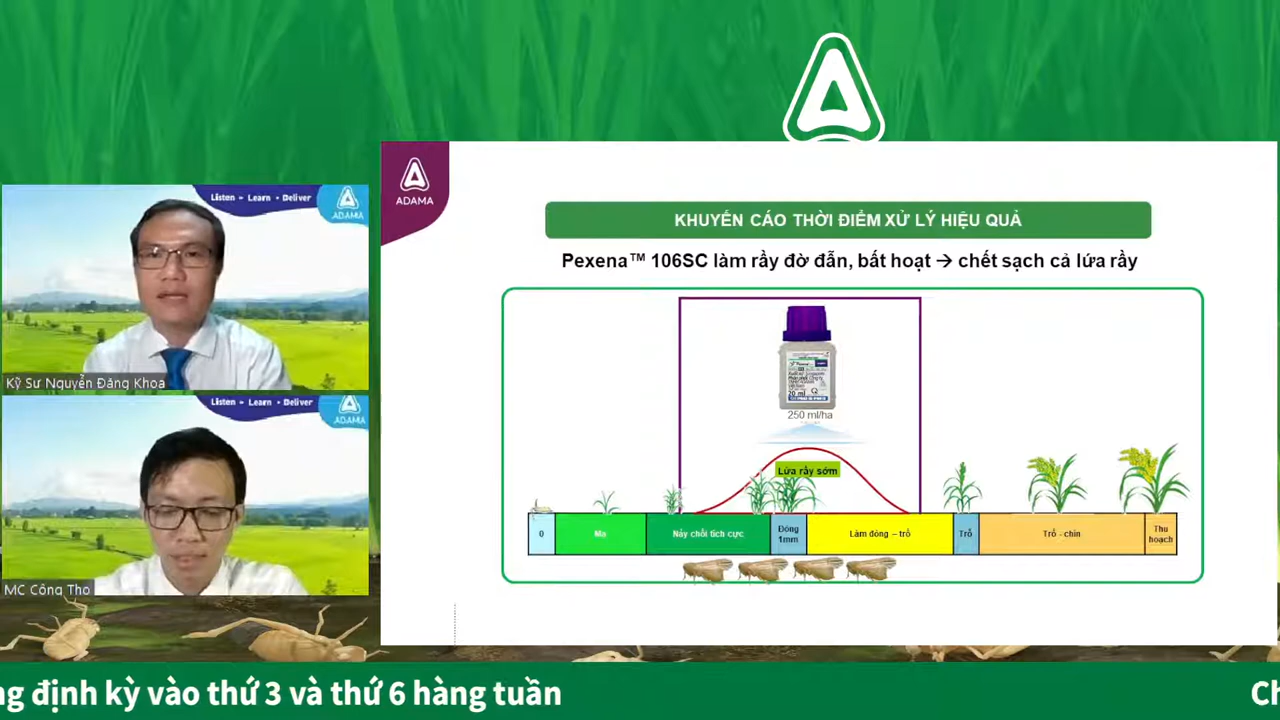 Listen > Learn • Deliver
ADAMA
Kỹ Sư Nguyễn Đăng Khoa
Listen > Learn • Deliver
ADAMA
MC Công Thọ
ADAMA
KHUYẾN CÁO THỜI ĐIỂM XỬ LÝ HIỆU QUẢ
Pexena™ 106SC làm rầy đờ đẫn, bất hoạt → chết sạch cả lứa rầy
20 ml
250 ml/ha
Lứa rầy sớm
0
Mạ
Nảy chồi tích cực
Đòng
1mm
Làm đòng – trổ
Trổ
Trổ - chín
Thu
hoạch
ng định kỳ vào thứ 3 và thứ 6 hàng tuần
Ch